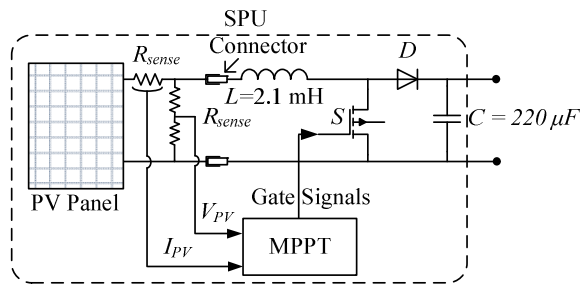 SPU
Connector
R_sense
D
L=2.1 mH
R_sense
S
C = 220 μF
PV Panel
Gate Signals
V_PV
MPPT
I_PV